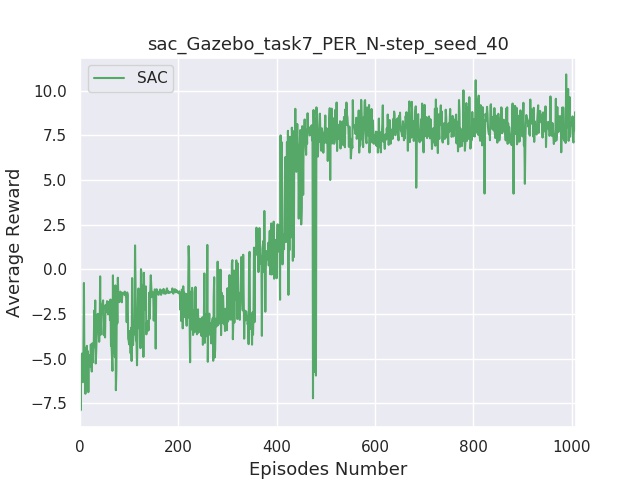 sac_Gazebo_task7_PER_N-step_seed_40
SAC
10.0
7.5
5.0
2.5
0.0
−2.5
−5.0
−7.5
Average Reward
0 200 400 600 800 1000
Episodes Number